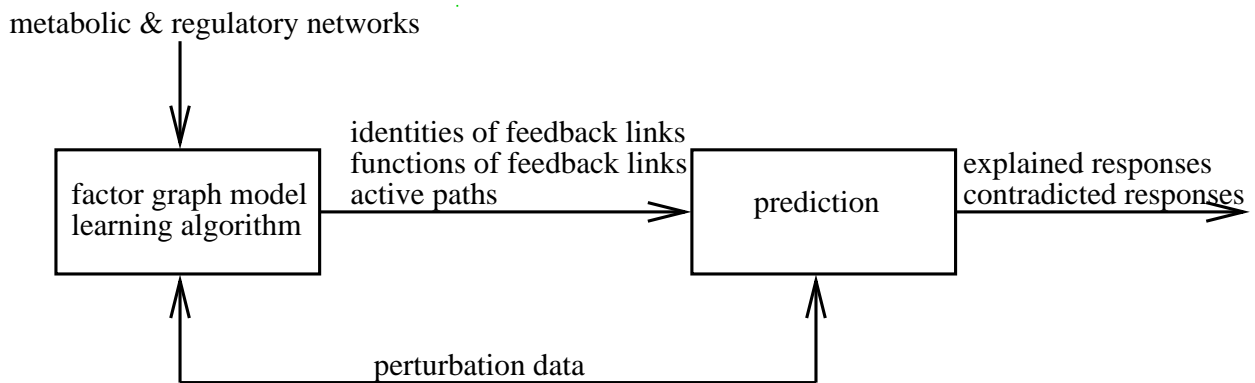 metabolic & regulatory networks
identities of feedback links
functions of feedback links
active paths
factor graph model
learning algorithm
prediction
explained responses
contradicted responses
perturbation data